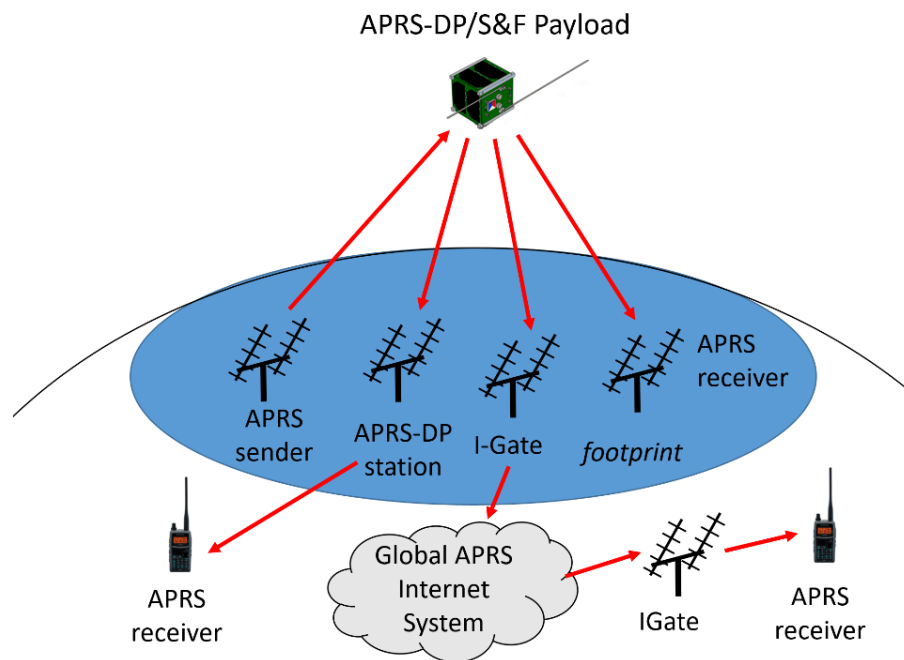 APRS-DP/S&F Payload
APRS
receiver
APRS
sender
APRS-DP
station
I-Gate
footprint
Global APRS
Internet
System
APRS
receiver
IGate
APRS
receiver